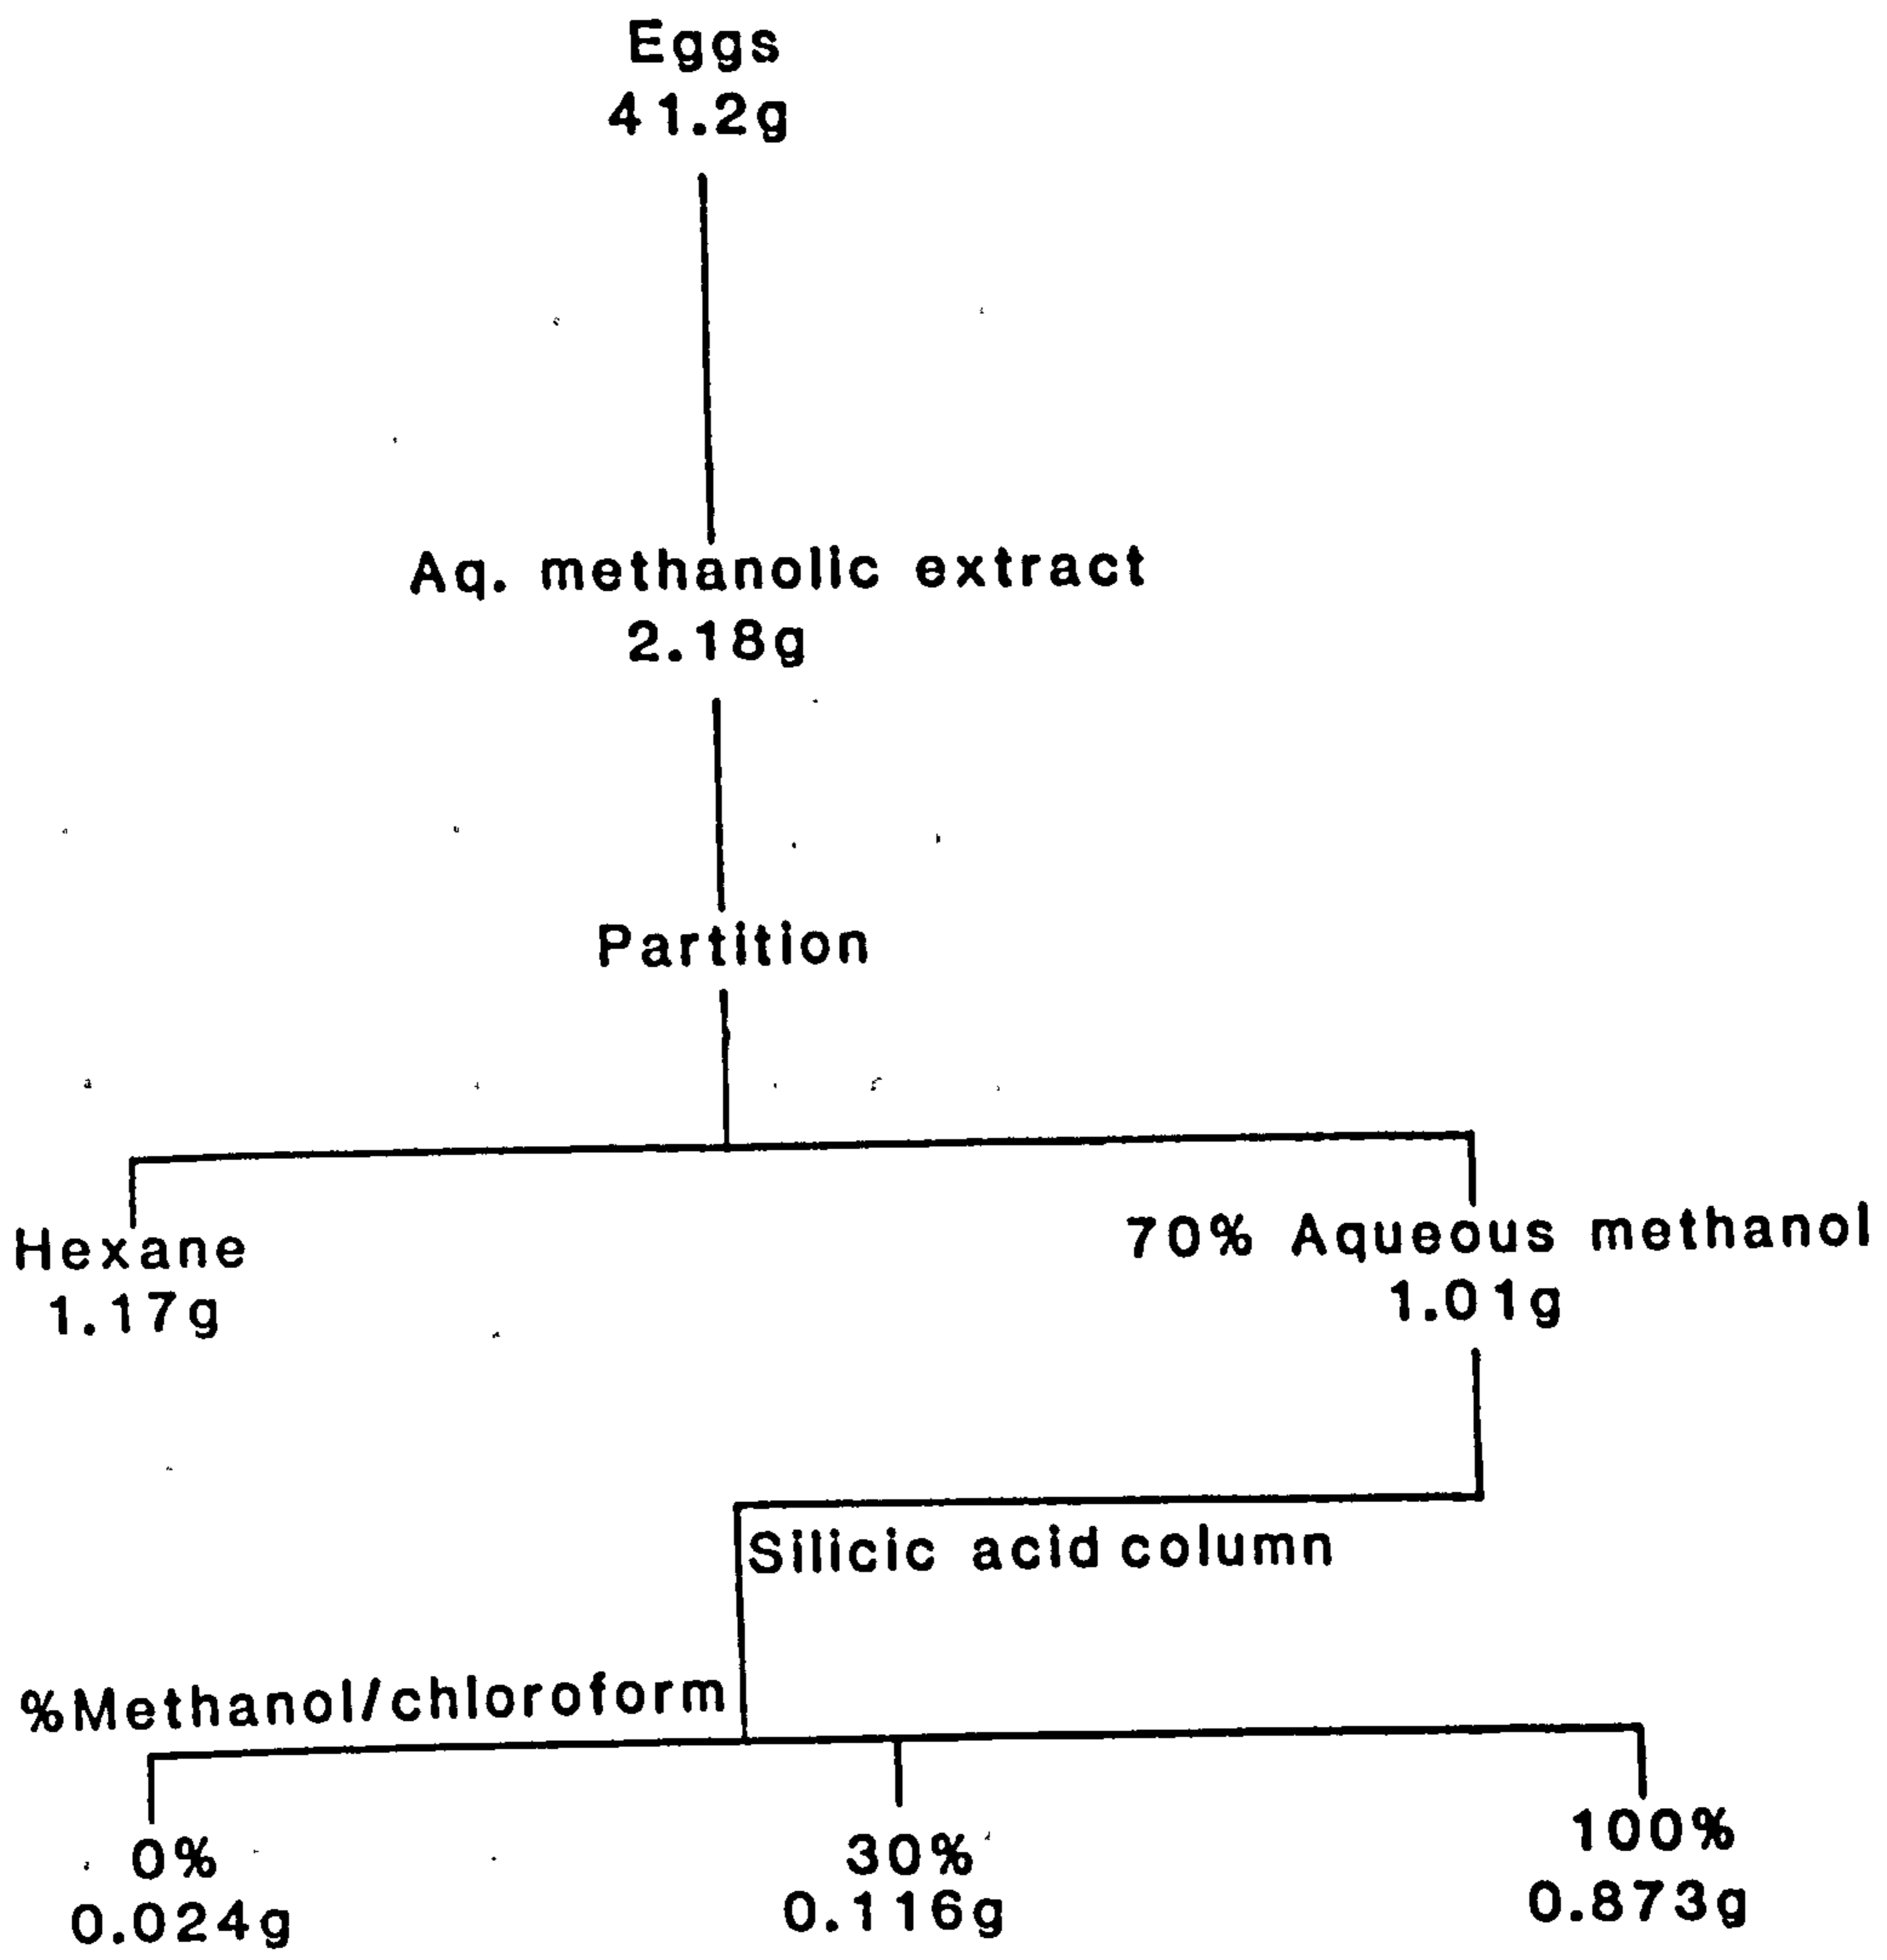 Eggs
41.2g
Aq. methanolic extract
2.18g
Partition
Hexane
1.17g
70% Aqueous methanol
1.01g
Silicic acid column
%Methanol/chloroform
0%
0.024g
30%
0.116g
100%
0.873g